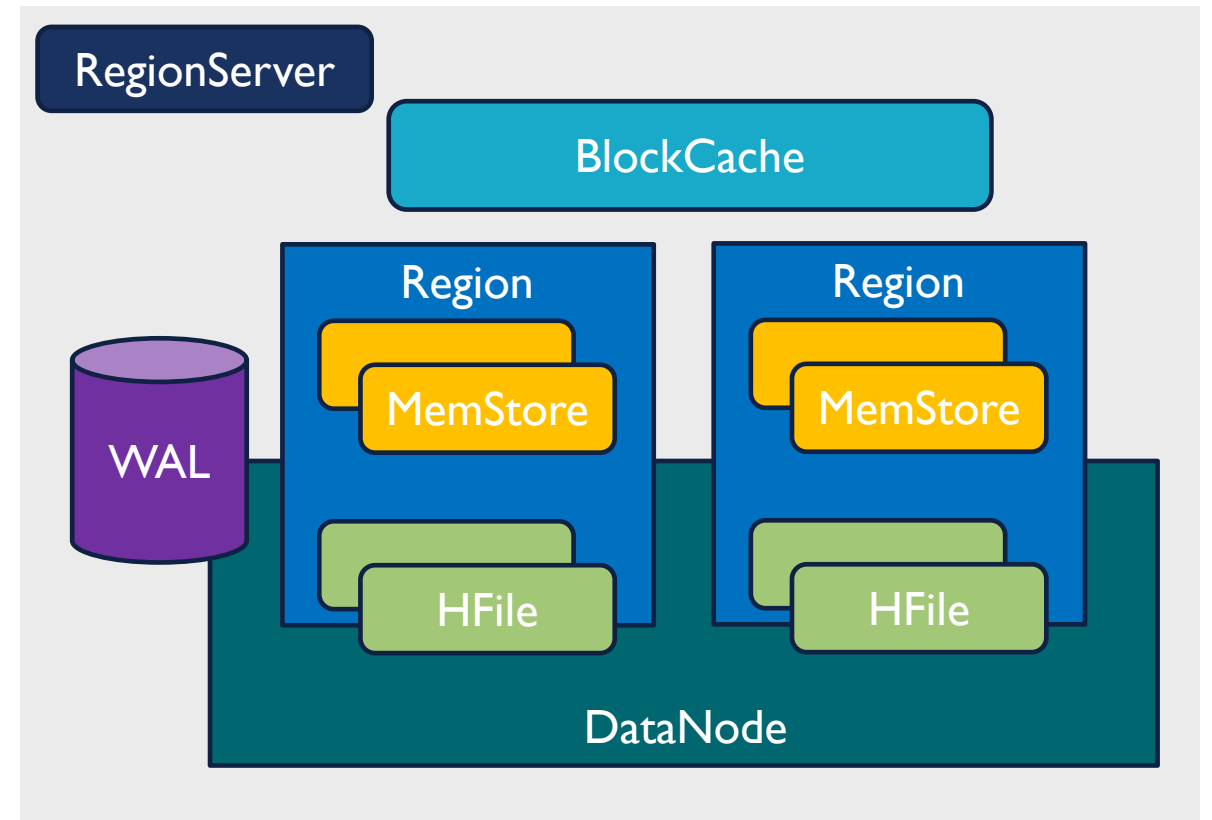 RegionServer
BlockCache
Region
Region
MemStore
MemStore
WAL
HFile
HFile
DataNode